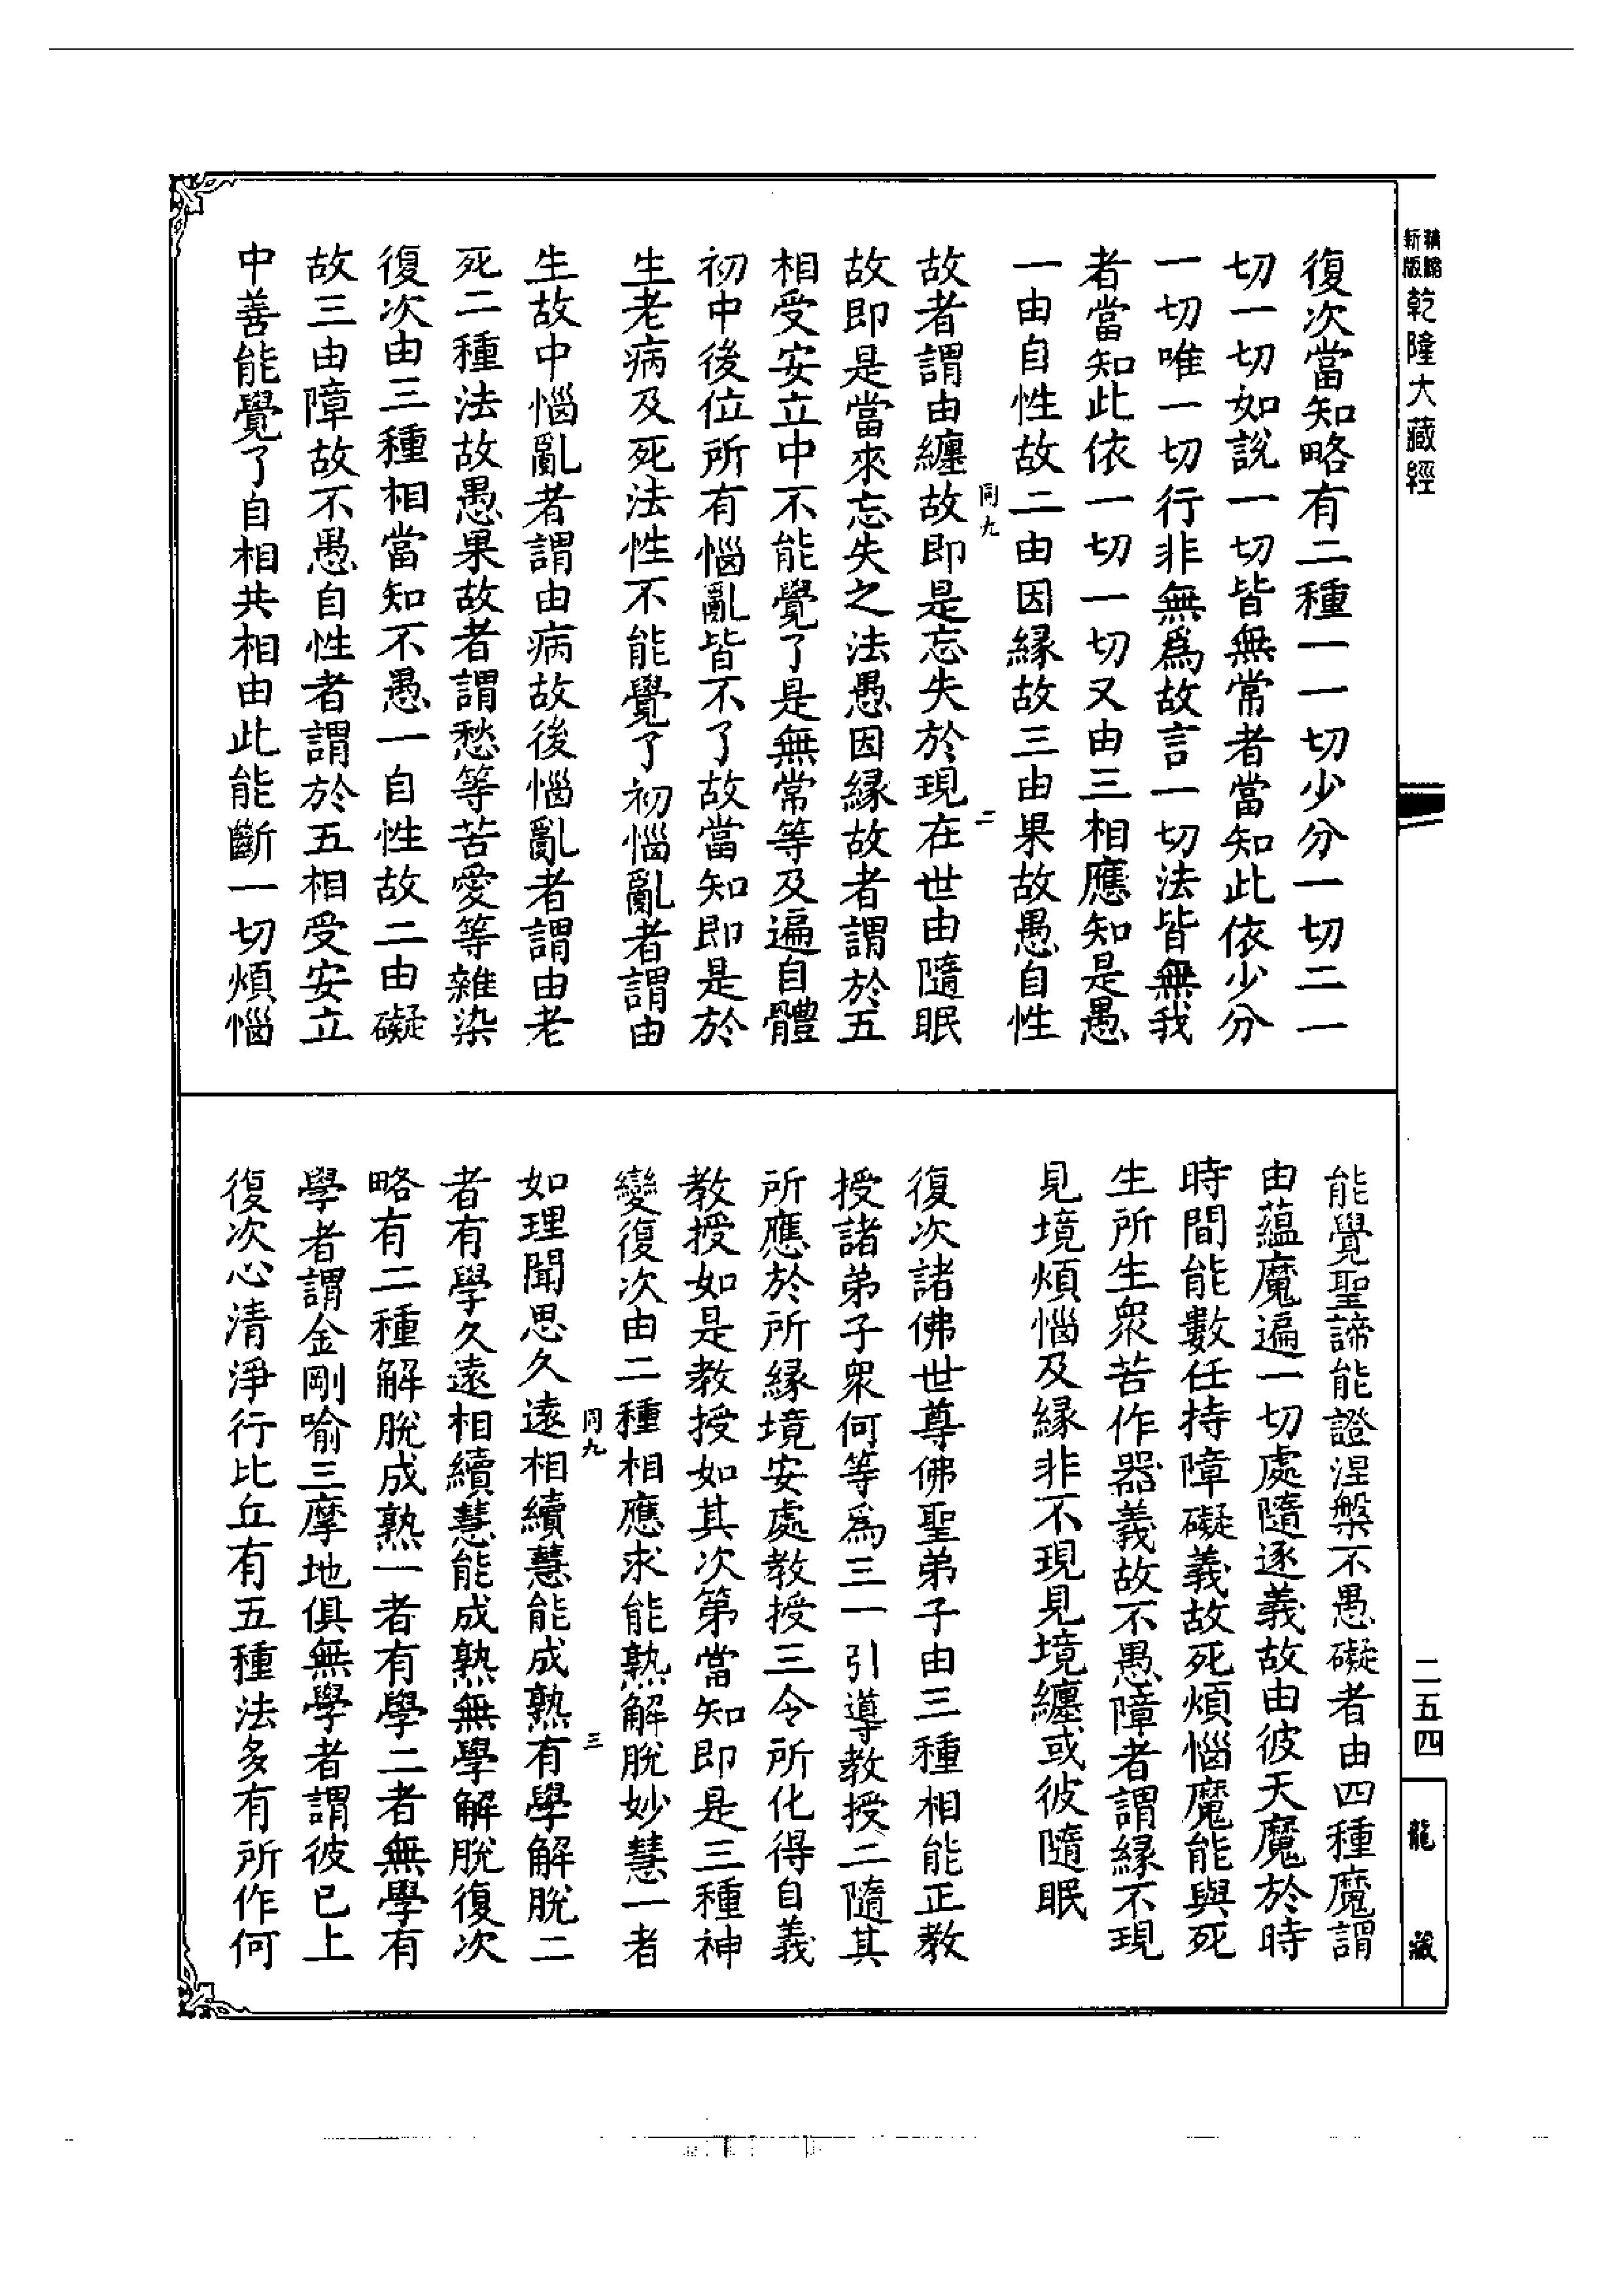 新版精縮乾隆大藏經
復次當知略有二種一一切少分一切二一
切一切如説一切皆無常者當知此依少分
一切唯一切行非無爲故言一切法皆無我
者當知此依一切一切又由三相應知是愚
一由自性故二由因縁故三由果故愚自性
同九
二
故者謂由纏故即是忘失於現在世由隨眠
故即是當來忘失之法愚因縁故者謂於五
相受安立中不能覺了是無常等及遍自體
初中後位所有惱亂皆不了故當知即是於
生老病及死法性不能覺了初惱亂者謂由
生故中惱亂者謂由病故後惱亂者謂由老
死二種法故愚果故者謂愁等苦愛等雜染
復次由三種相當知不愚一自性故二由礙
故三由障故不愚自性者謂於五相受安立
中善能覺了自相共相由此能斷一切煩惱
能覺聖諦能證涅槃不愚礙者由四種魔謂
由蘊魔遍一切處隨逐義故由彼天魔於時
時間能數任持障礙義故死煩惱魔能與死
生所生衆苦作器義故不愚障者謂縁不現
見境煩惱及縁非不現見境纏或彼隨眠
復次諸佛世尊佛聖弟子由三種相能正教
授諸弟子衆何等爲三一引導教授二隨其
所應於所縁境安處教授三令所化得自義
教授如是教授如其次第當知即是三種神
變復次由二種相應求能熟解脫妙慧一者
同九
三
如理聞思久遠相續慧能成熟有學解脫二
者有學久遠相續慧能成熟無學解脫復次
略有二種解脫成熟一者有學二者無學有
學者謂金剛喻三摩地俱無學者謂彼已上
復次心清淨行比丘有五種法多有所作何
二五四
龍藏